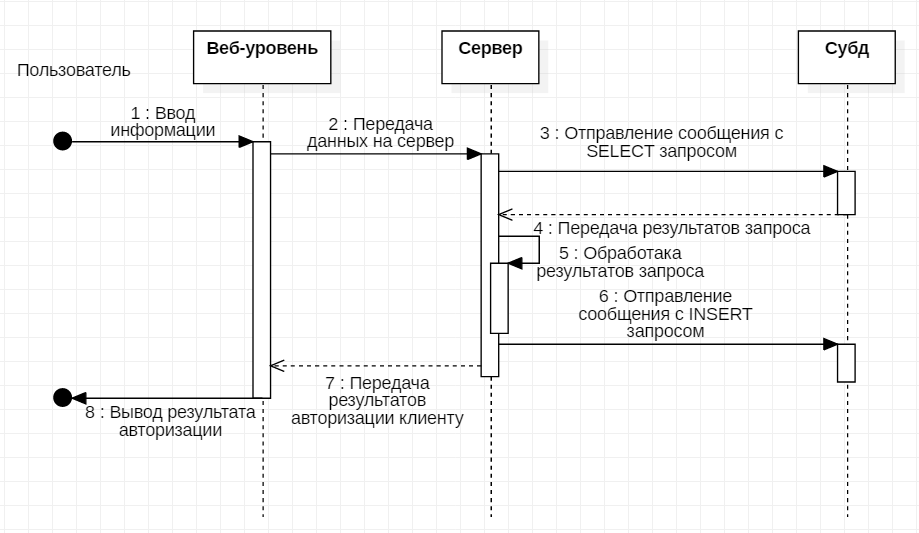 Веб-уровень
Сервер
Субд
Пользователь
1 : Ввод
информации
2 : Передача
данных на сервер
3 : Отправление сообщения с
SELECT запросом
4 : Передача результатов запроса
5 : Обработака
результатов запроса
6 : Отправление
сообщения с INSERT
запросом
7 : Передача
результатов
авторизации клиенту
8 : Вывод результата
авторизации